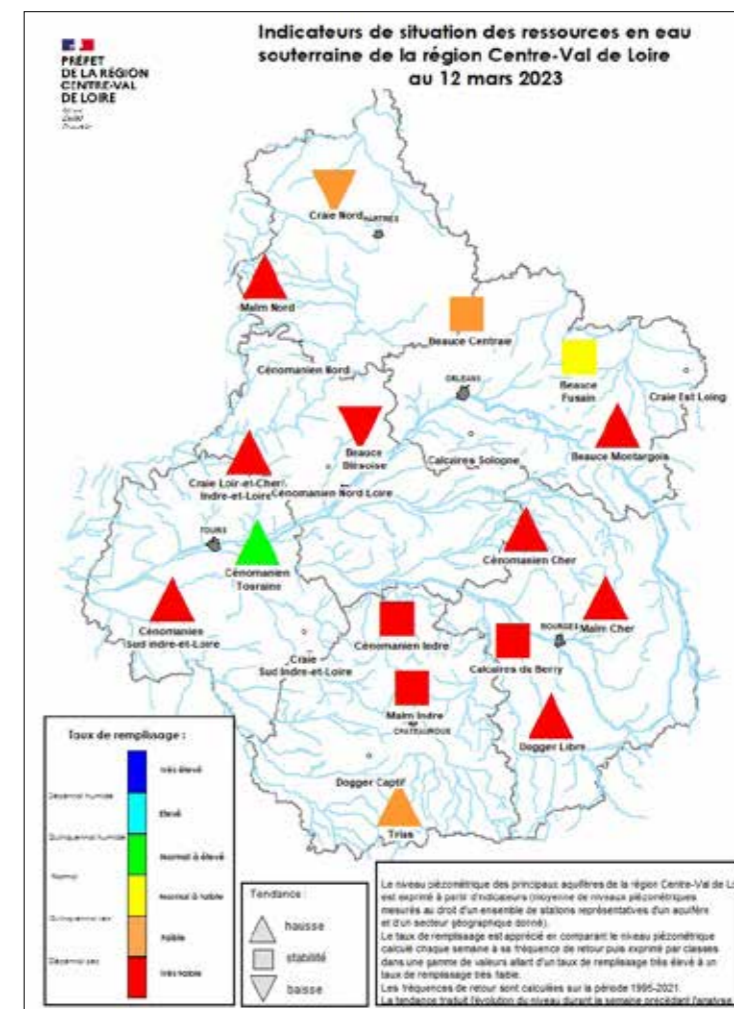 Indicateurs de situation des ressources en eau
souterraine de la région Centre-Val de Loire
au 12 mars 2023
PRÉFET
DE LA RÉGION
CENTRE-VAL
DE LOIRE
Craie Nord
Malm Nord
Beauce Centrale
Cénomanien Nord
ORLEANS
Beauce
Fusain
Craie Est Loing
Beauce
Blésoise
Calcaires Sologne
Beauce Montargois
Craie Loir-et-Cher/
Indre-et-Loire
Cénomanien Nord Loire
TOURS
Cénomanien
Touraine
Cénomanien Cher
Cénomanien
Sud Indre-et-Loire
Craie
Sud Indre-et-Loire
Cénomanien Indre
BOURGES
Malm Cher
Calcaires du Berry
Malm Indre
CHATEAUROUX
Dogger Libre
Dogger Captif
Trias
Taux de remplissage :
Très élevé
Décennal humide
Elevé
Quinquennal humide
Normal à élevé
Normal
Normal à faible
Quinquennal sec
Faible
Décennal sec
Très faible
Tendance :
hausse
stabilité
baisse
Le niveau piézométrique des principaux aquifères de la région Centre-Val de Lo
est exprimé à partir d'indicateurs (moyenne de niveaux piézométriques
mesurés au droit d'un ensemble de stations représentatives d'un aquifère
et d'un secteur géographique donné).
Le taux de remplissage est apprécié en comparant le niveau piézométrique
calculé chaque semaine à sa fréquence de retour puis exprimé par classes
dans une gamme de valeurs allant d'un taux de remplissage très élevé à un
taux de remplissage très faible.
Les fréquences de retour sont calculées sur la période 1995-2021.
La tendance traduit l'évolution du niveau durant la semaine précédant l'analyse